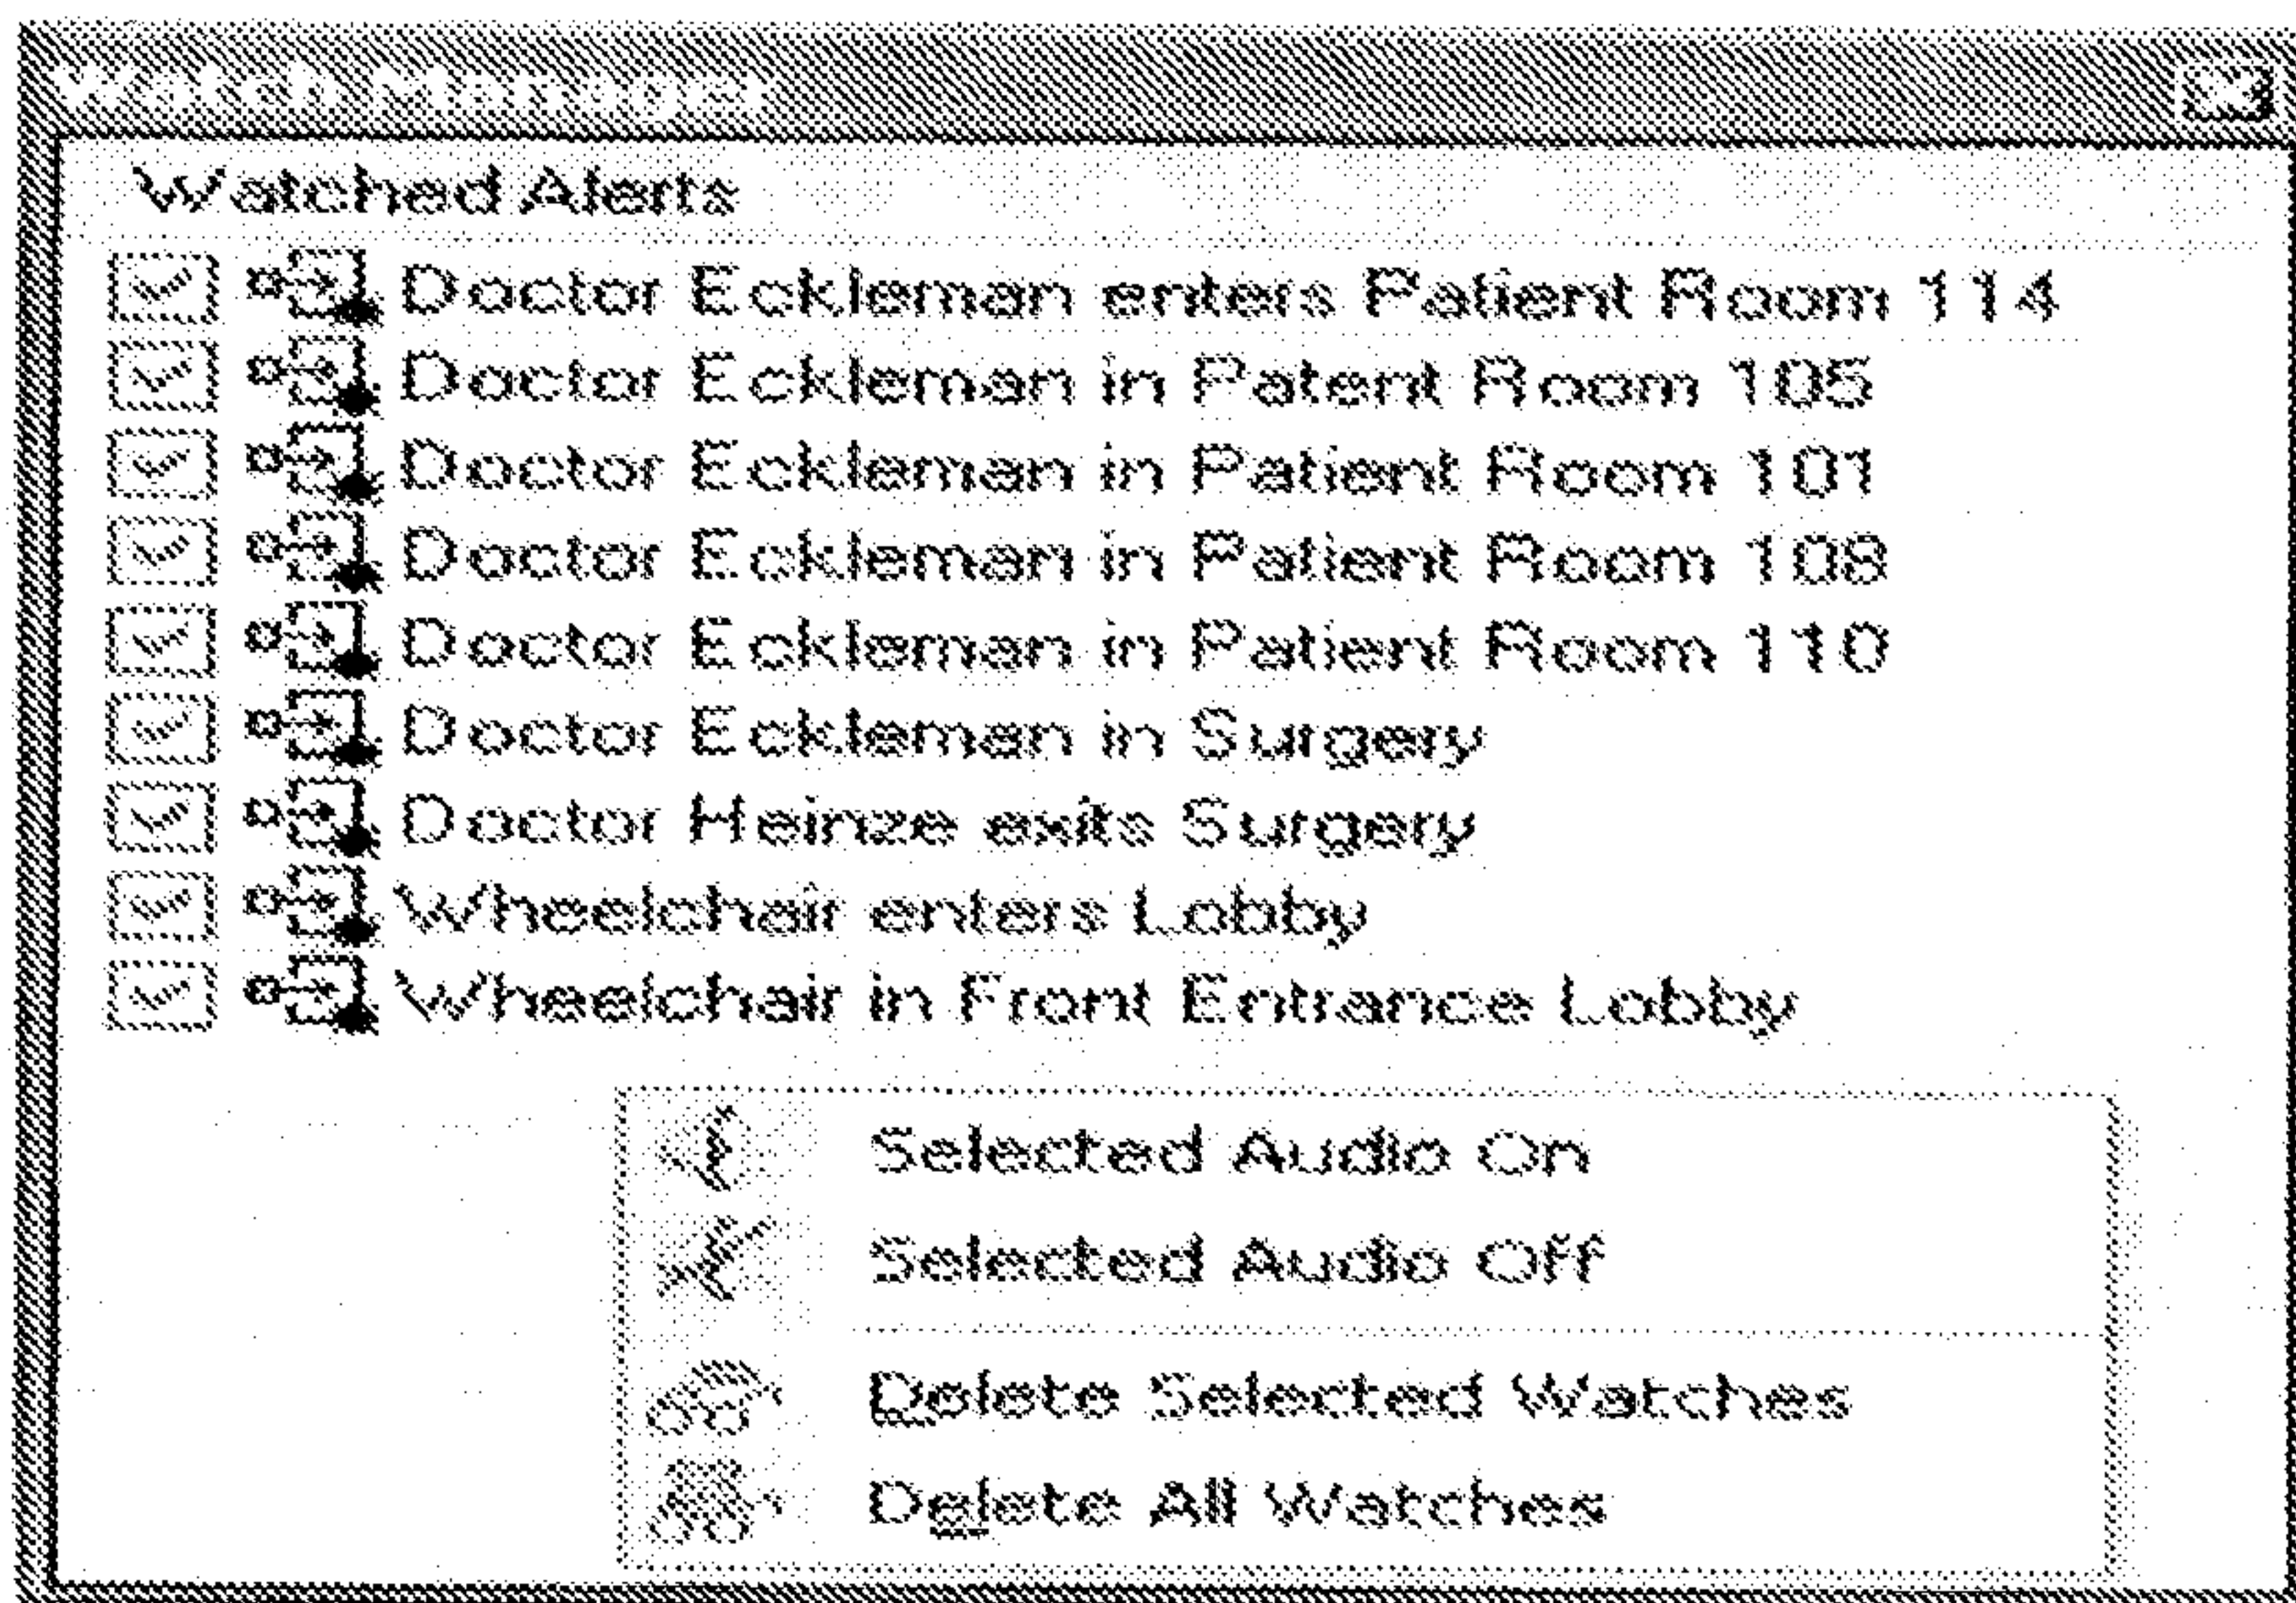 Watch Manager
Watched Alerts
Doctor Eckleman enters Patient Room 114
Doctor Eckleman in Patent Room 105
Doctor Eckleman in Patient Room 101
Doctor Eckleman in Patient Room 108
Doctor Eckleman in Patient Room 110
Doctor Eckleman in Surgery
Doctor Heinze exits Surgery
Wheelchair enters Lobby
Wheelchair in Front Entrance Lobby
Selected Audio On
Selected Audio Off
Delete Selected Watches
Delete All Watches